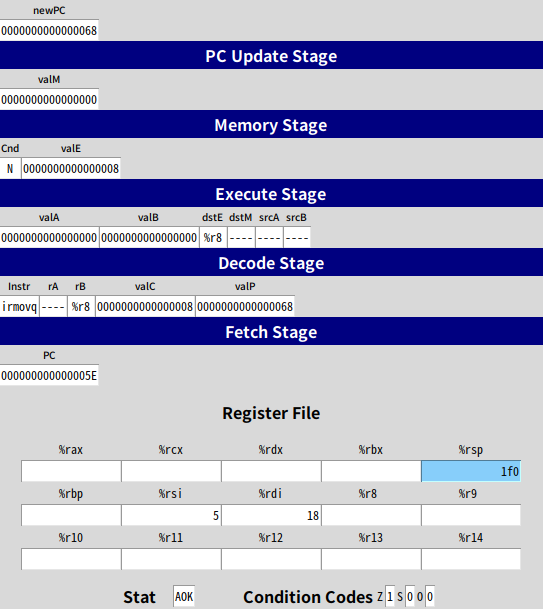 newPC
0000000000000068
PC Update Stage
valM
0000000000000000
Memory Stage
Cnd valE
N 0000000000000008
Execute Stage
valA valB dstE dstM srcA srcB
0000000000000000 0000000000000000 %r8 ---- ---- ----
Decode Stage
Instr rA rB valC valP
irmovq ---- %r8 0000000000000008 0000000000000068
Fetch Stage
PC
000000000000005E
Register File
%rax %rcx %rdx %rbx %rsp
1f0
%rbp %rsi %rdi %r8 %r9
5 18
%r10 %r11 %r12 %r13 %r14
Stat AOK Condition Codes Z 1 S 0 O 0